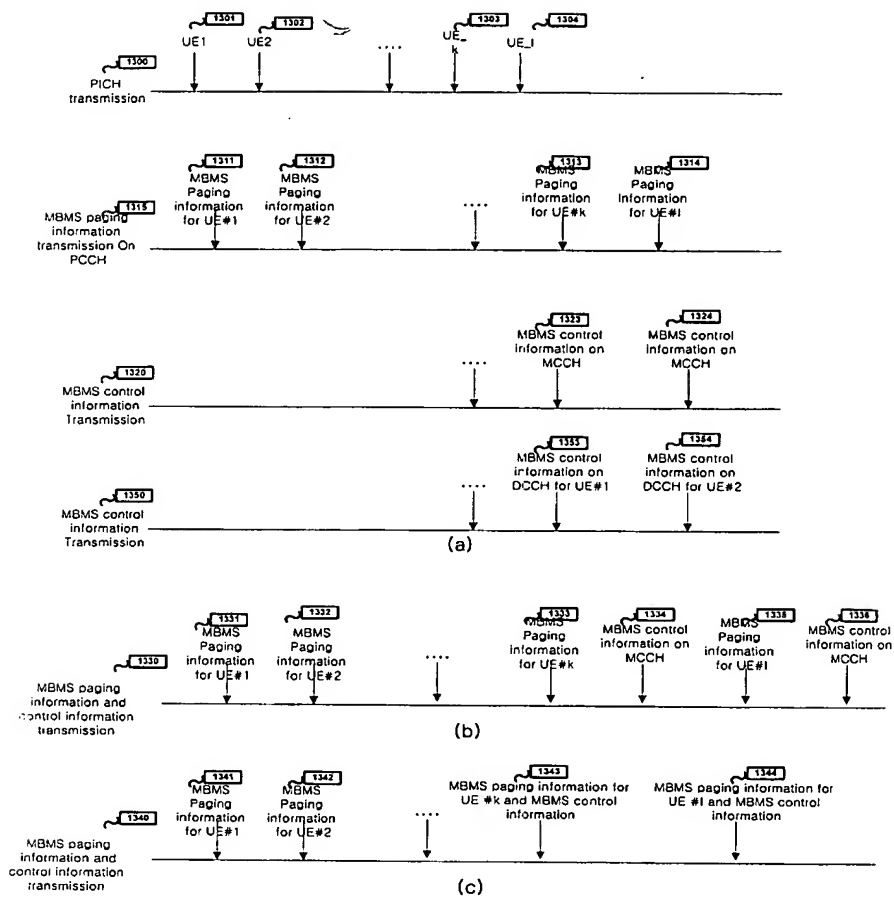 1301
1302
1303
1304
UE1
UE2
....
UE_
k
UE_l
1300
PICH
transmission
1311
1312
1313
1314
MBMS
Paging
information
for UE#1
MBMS
Paging
information
for UE#2
....
MBMS
Paging
information
for UE#k
MBMS
Paging
Information
for UE#l
1315
MBMS paging
information
transmission On
PCCH
1323
1324
MBMS control
information on
MCCH
MBMS control
information on
MCCH
....
1320
MBMS control
information
Transmission
1353
1354
MBMS control
information on
DCCH for UE#1
MBMS control
information on
DCCH for UE#2
....
1350
MBMS control
information
Transmission
(a)
1331
1332
1333
1334
1335
1336
MBMS
Paging
information
for UE#1
MBMS
Paging
information
for UE#2
....
MBMS
Paging
information
for UE#k
MBMS control
information on
MCCH
MBMS
Paging
information
for UE#l
MBMS control
information on
MCCH
1330
MBMS paging
information and
control information
transmission
(b)
1341
1342
1343
1344
MBMS
Paging
information
for UE#1
MBMS
Paging
information
for UE#2
....
MBMS paging information for
UE #k and MBMS control
information
MBMS paging information for
UE #l and MBMS control
information
1340
MBMS paging
information and
control information
transmission
(c)